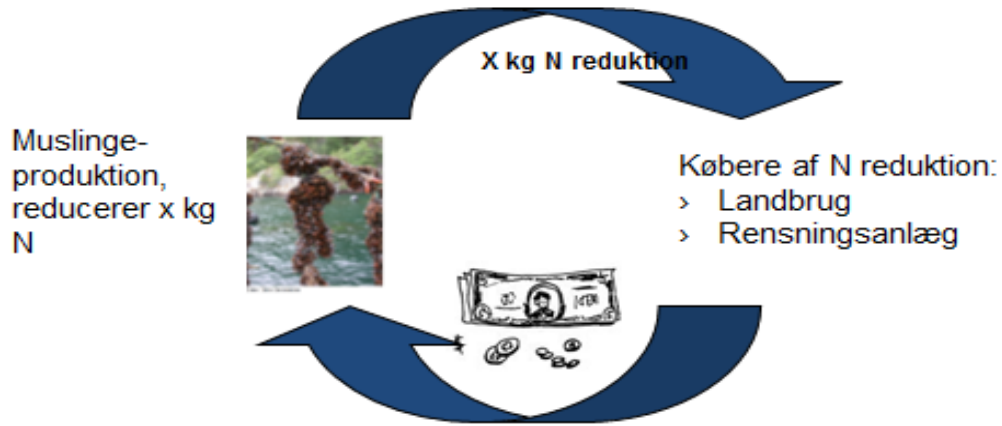 X kg N reduktion
Muslinge-
produktion,
reducerer x kg
N
Købere af N reduktion:
› Landbrug
› Rensningsanlæg